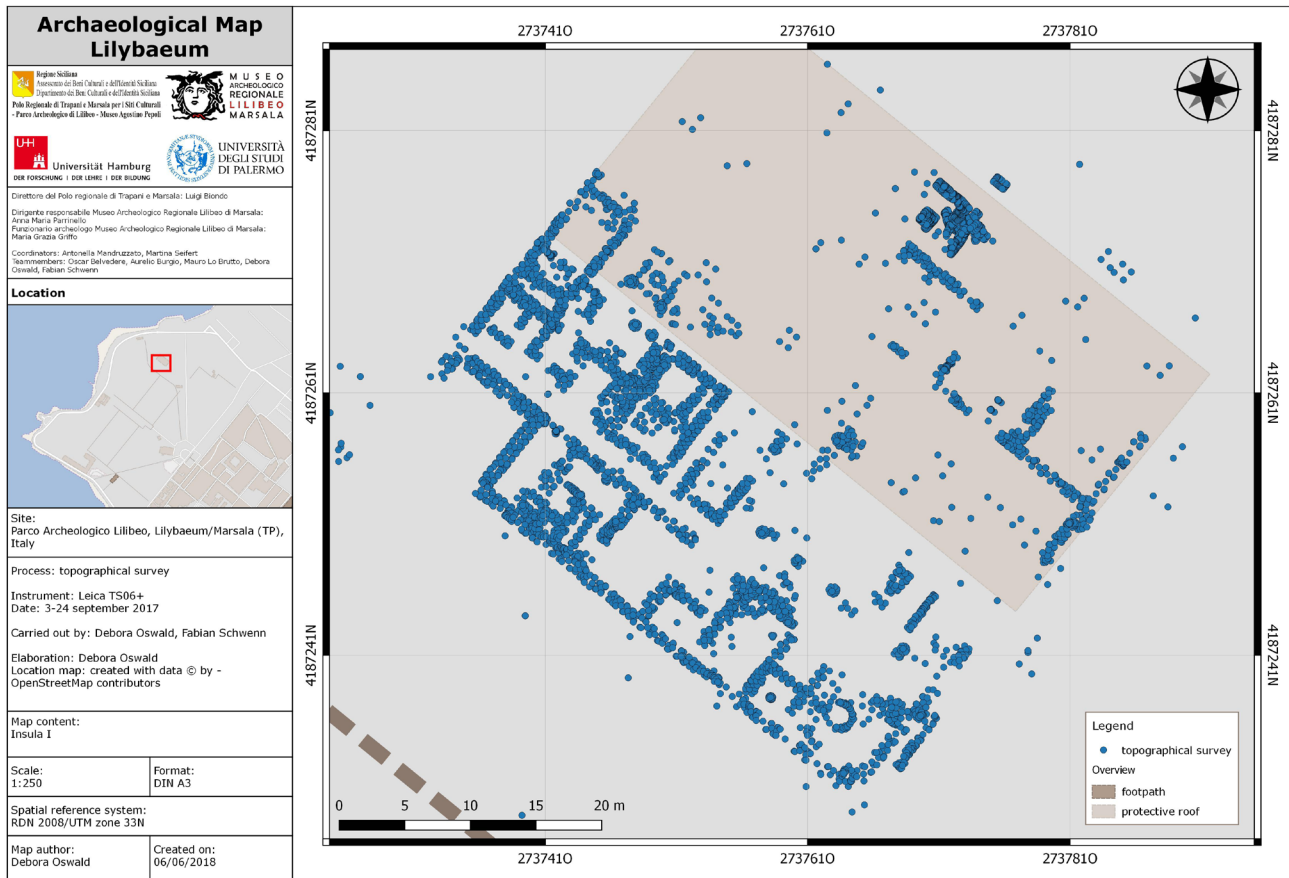 Archaeological Map
Lilybaeum
Regione Siciliana
Assessorato dei Beni Culturali e dell'Identità Siciliana
Dipartimento dei Beni Culturali e dell'Identità Siciliana
Polo Regionale di Trapani e Marsala per i Siti Culturali
- Parco Archeologico di Lilibeo - Museo Agostino Pepoli
MUSEO
ARCHEOLOGICO
REGIONALE
LILIBEO
MARSALA
UH
Universität Hamburg
DER FORSCHUNG | DER LEHRE | DER BILDUNG
UNIVERSITÀ
DEGLI STUDI
DI PALERMO
Direttore del Polo regionale di Trapani e Marsala: Luigi Biondo
Dirigente responsabile Museo Archeologico Regionale Lilibeo di Marsala:
Anna Maria Parrinello
Funzionario archeologo Museo Archeologico Regionale Lilibeo di Marsala:
Maria Grazia Griffo
Coordinators: Antonella Mandruzzato, Martina Seifert
Teammembers: Oscar Belvedere, Aurelio Burgio, Mauro Lo Brutto, Debora
Oswald, Fabian Schwenn
Location
Site:
Parco Archeologico Lilibeo, Lilybaeum/Marsala (TP),
Italy
Process: topographical survey
Instrument: Leica TS06+
Date: 3-24 september 2017
Carried out by: Debora Oswald, Fabian Schwenn
Elaboration: Debora Oswald
Location map: created with data © by -
OpenStreetMap contributors
Map content:
Insula I
Scale:
1:250
Format:
DIN A3
Spatial reference system:
RDN 2008/UTM zone 33N
Map author:
Debora Oswald
Created on:
06/06/2018
273741O
273761O
273781O
4187281N
4187281N
4187261N
4187261N
4187241N
4187241N
Legend
topographical survey
Overview
footpath
protective roof
0 5 10 15 20 m
273741O
273761O
273781O